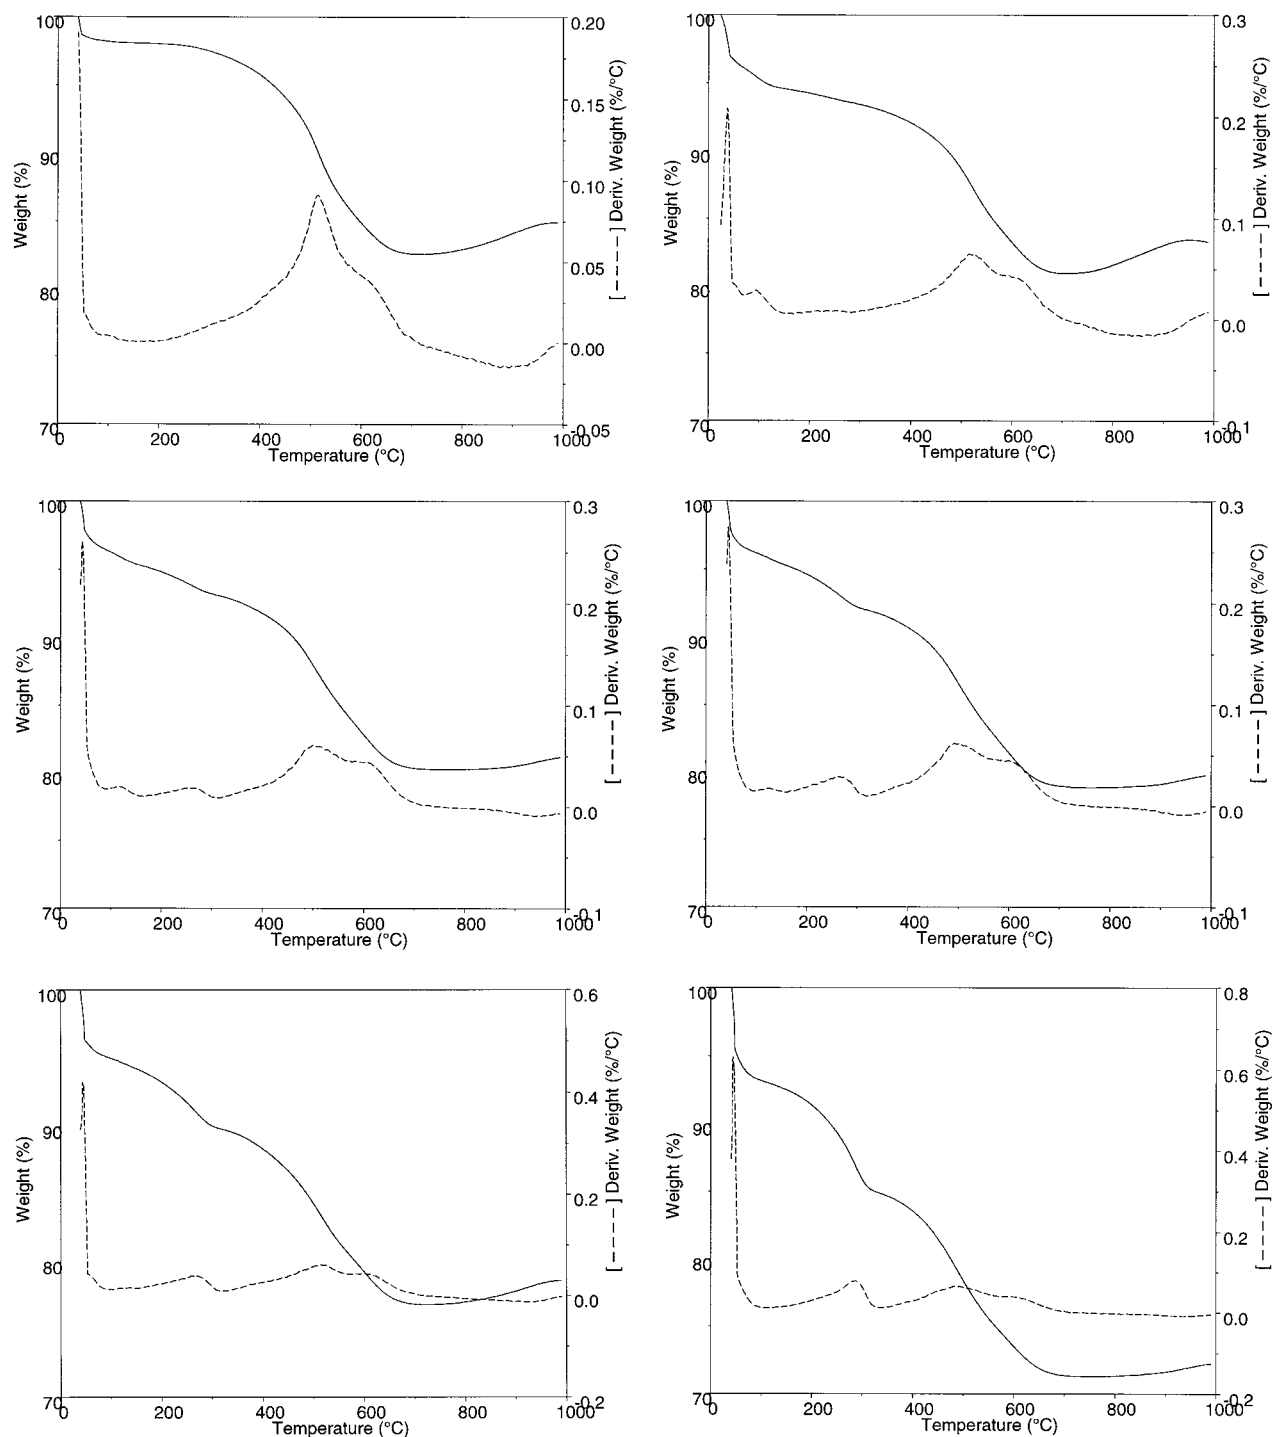 100
90
80
70
Weight (%)
0.20
0.15
0.10
0.05
0.00
-0.05
[ – – – – ] Deriv. Weight (%/°C)
0 200 400 600 800 1000
Temperature (°C)
100
90
80
70
Weight (%)
0.3
0.2
0.1
0.0
-0.1
[ – – – – ] Deriv. Weight (%/°C)
0 200 400 600 800 1000
Temperature (°C)
100
90
80
70
Weight (%)
0.3
0.2
0.1
0.0
-0.1
[ – – – – ] Deriv. Weight (%/°C)
0 200 400 600 800 1000
Temperature (°C)
100
90
80
70
Weight (%)
0.3
0.2
0.1
0.0
-0.1
[ – – – – ] Deriv. Weight (%/°C)
0 200 400 600 800 1000
Temperature (°C)
100
90
80
70
Weight (%)
0.6
0.4
0.2
0.0
-0.2
[ – – – – ] Deriv. Weight (%/°C)
0 200 400 600 800 1000
Temperature (°C)
100
90
80
70
Weight (%)
0.8
0.6
0.4
0.2
0.0
-0.2
[ – – – – ] Deriv. Weight (%/°C)
0 200 400 600 800 1000
Temperature (°C)